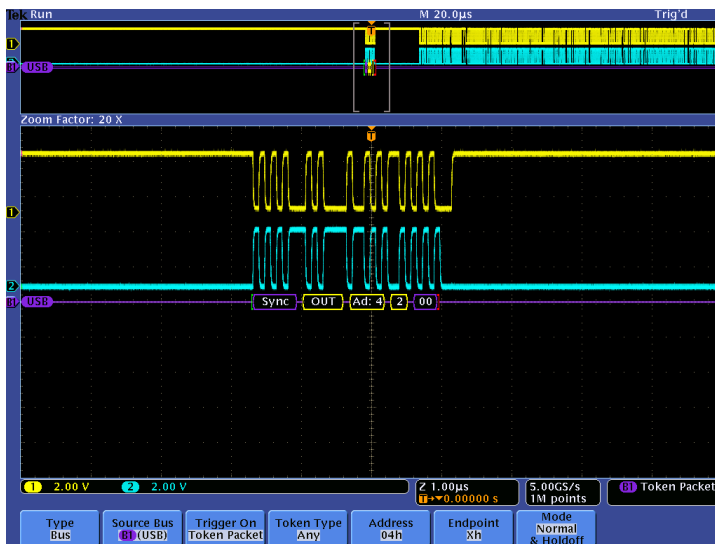 Tek Run M 20.0µs Trig'd
1
B1 USB
Zoom Factor: 20 X
T
1
2
B1 USB Sync OUT Ad: 4 2 00
1 2.00 V 2 2.00 V Z 1.00µs 5.00GS/s B1 Token Packet
T→▼0.00000 s 1M points
Type Source Bus Trigger On Token Type Address Endpoint Mode
Bus B1 (USB) Token Packet Any 04h Xh Normal
& Holdoff